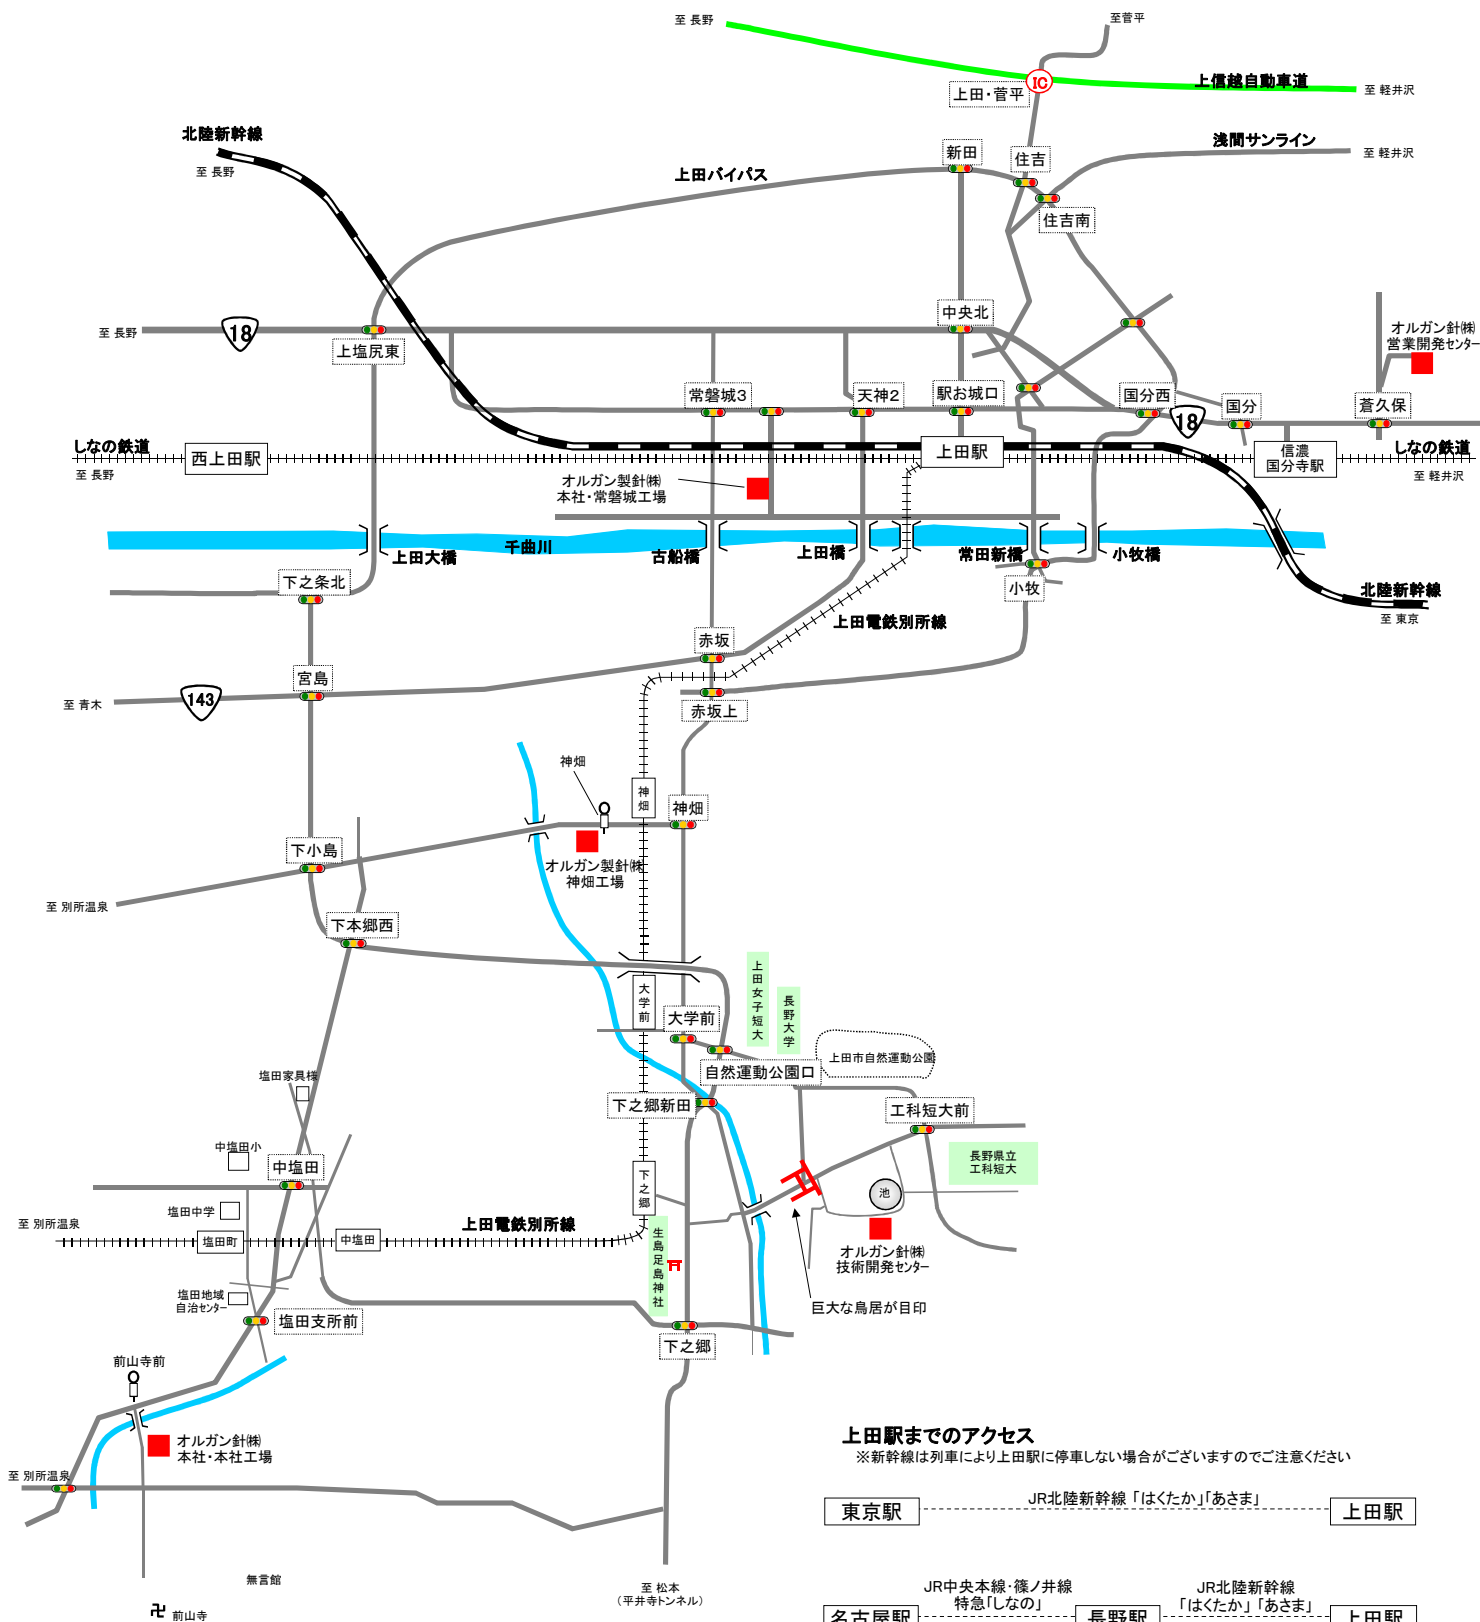 至 長野
至菅平
IC
上信越自動車道
上田・菅平
至 軽井沢
北陸新幹線
至 長野
浅間サンライン
至 軽井沢
新田
住吉
上田バイパス
住吉南
中央北
至 長野
18
上塩尻東
オルガン針㈱
営業開発センター
常磐城3
天神2
駅お城口
国分西
国分
蒼久保
18
しなの鉄道
至 長野
西上田駅
上田駅
信濃
国分寺駅
しなの鉄道
至 軽井沢
オルガン製針㈱
本社・常磐城工場
上田大橋
千曲川
古船橋
上田橋
常田新橋
小牧橋
下之条北
小牧
北陸新幹線
至 東京
上田電鉄別所線
赤坂
宮島
143
至 青木
赤坂上
神畑
神畑
神畑
下小島
オルガン製針㈱
神畑工場
至 別所温泉
下本郷西
上田女子短大
大学前
長野大学
大学前
上田市自然運動公園
自然運動公園口
塩田家具様
下之郷新田
工科短大前
中塩田小
中塩田
長野県立
工科短大
下之郷
池
塩田中学
至 別所温泉
上田電鉄別所線
塩田町
中塩田
生島足島神社
オルガン針㈱
技術開発センター
塩田地域
自治センター
巨大な鳥居が目印
塩田支所前
下之郷
前山寺前
オルガン針㈱
本社・本社工場
至 別所温泉
上田駅までのアクセス
※新幹線は列車により上田駅に停車しない場合がございますのでご注意ください
東京駅
JR北陸新幹線 「はくたか」「あさま」
上田駅
無言館
至 松本
（平井寺トンネル）
卍 前山寺
JR中央本線・篠ノ井線
特急「しなの」
JR北陸新幹線
「はくたか」 「あさま」
名古屋駅
長野駅
上田駅